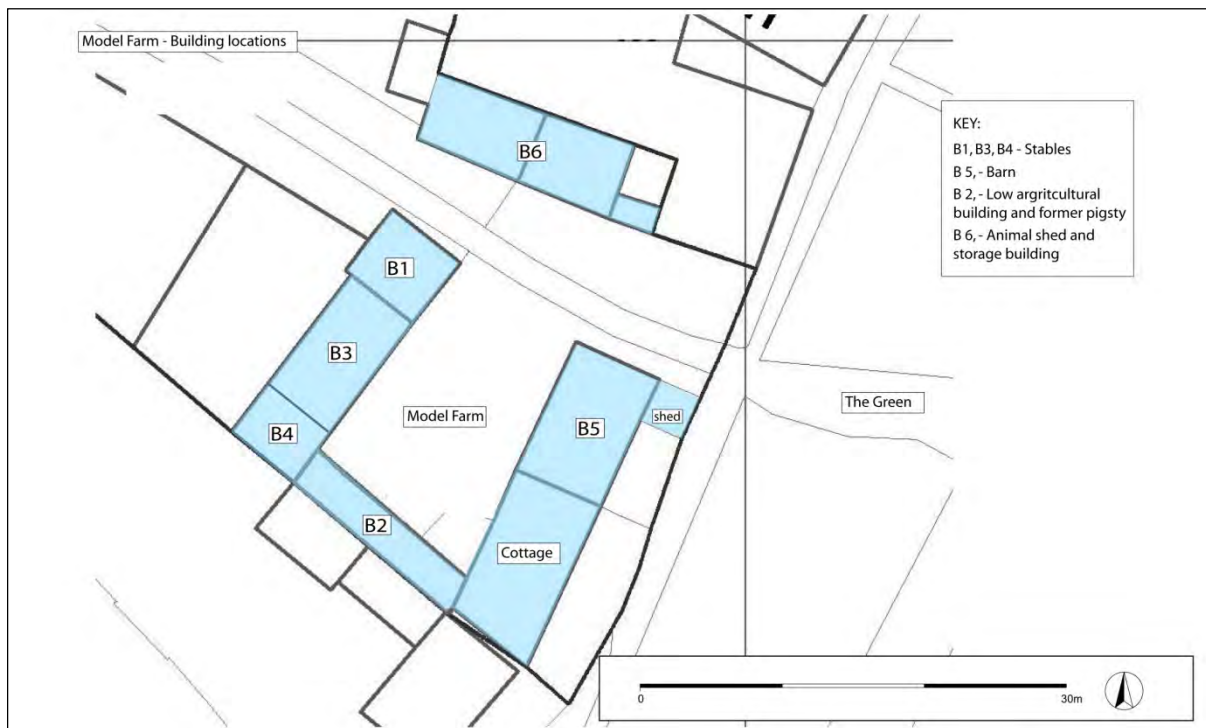 Model Farm - Building locations
KEY:
B1, B3, B4 - Stables
B 5, - Barn
B 2, - Low argritcultural
building and former pigsty
B 6, - Animal shed and
storage building
B6
B1
B3
B4
Model Farm
B5
shed
The Green
B2
Cottage
0
30m